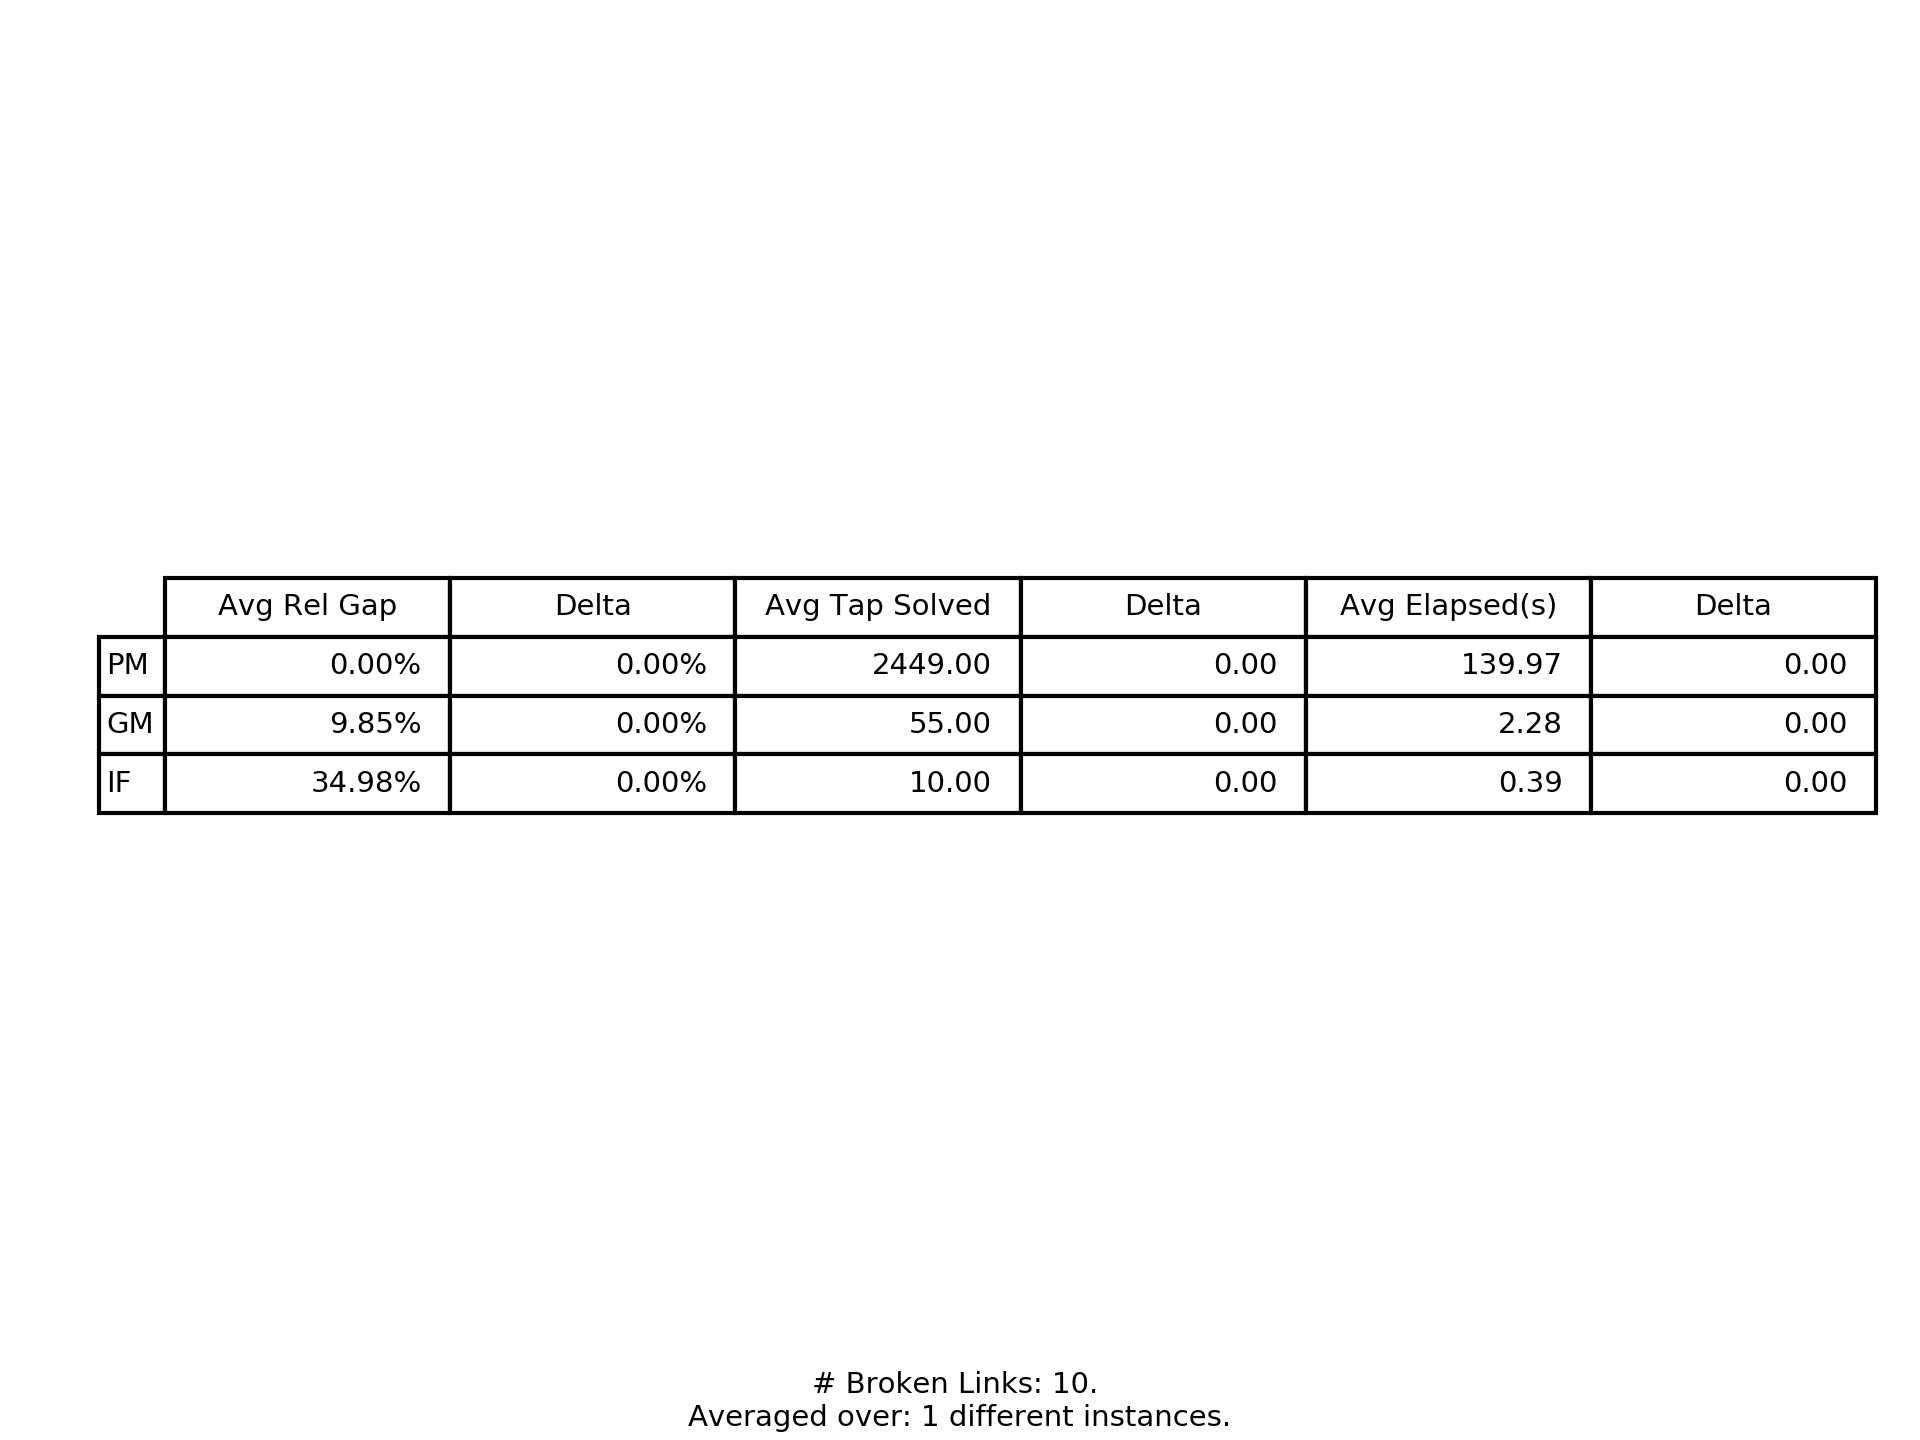 Avg Rel Gap Delta Avg Tap Solved Delta Avg Elapsed(s) Delta
PM 0.00% 0.00% 2449.00 0.00 139.97 0.00
GM 9.85% 0.00% 55.00 0.00 2.28 0.00
IF 34.98% 0.00% 10.00 0.00 0.39 0.00
# Broken Links: 10.
Averaged over: 1 different instances.